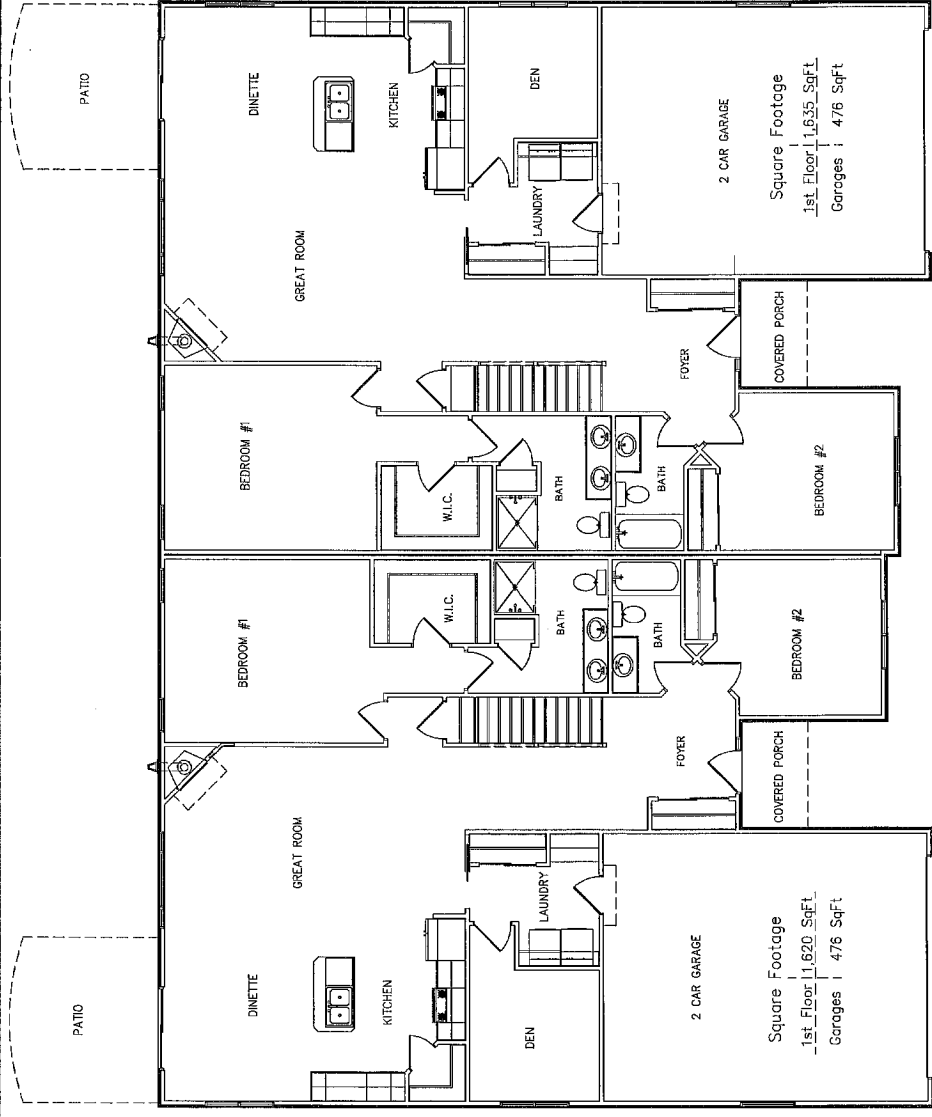 PATIO
DINETTE
KITCHEN
DEN
GREAT ROOM
LAUNDRY
2 CAR GARAGE
Square Footage
1st Floor | 1,635 SqFt
Garages | 476 SqFt
COVERED PORCH
FOYER
BEDROOM #1
W.I.C.
BATH
BATH
BEDROOM #2
BEDROOM #1
W.I.C.
BATH
BATH
BEDROOM #2
FOYER
COVERED PORCH
GREAT ROOM
LAUNDRY
PATIO
DINETTE
KITCHEN
DEN
2 CAR GARAGE
Square Footage
1st Floor | 1,620 SqFt
Garages | 476 SqFt